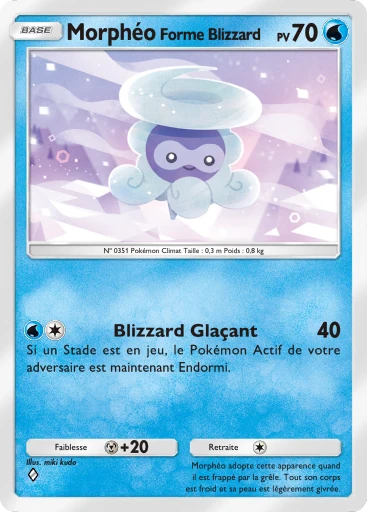 BASE
Morphéo Forme Blizzard PV 70
N° 0351 Pokémon Climat Taille : 0,3 m Poids : 0,8 kg
Blizzard Glaçant 40
Si un Stade est en jeu, le Pokémon Actif de votre
adversaire est maintenant Endormi.
Faiblesse +20
Retraite
Illus. miki kudo
Morphéo adopte cette apparence quand
il est frappé par la grêle. Tout son corps
est froid et sa peau est légèrement givrée.